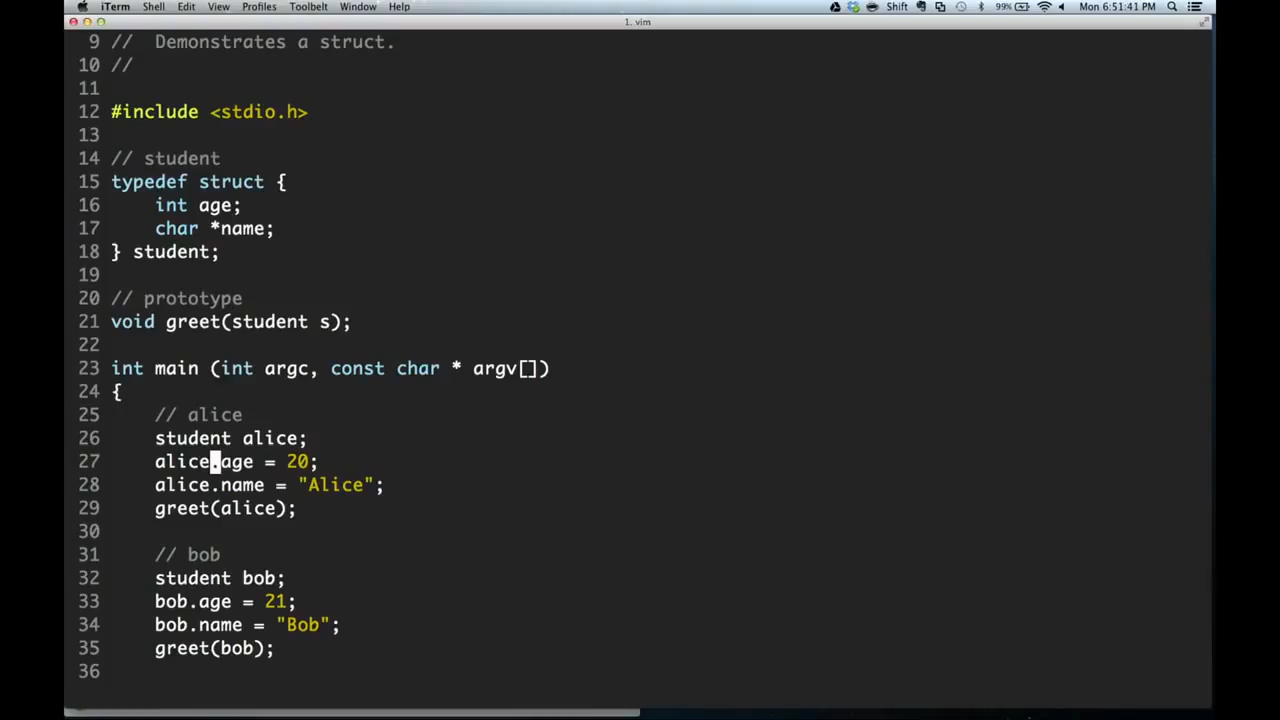 iTerm Shell Edit View Profiles Toolbelt Window Help Shift 99% Mon 6:51:41 PM
1. vim
9 //  Demonstrates a struct.
10 //
11
12 #include <stdio.h>
13
14 // student
15 typedef struct {
16     int age;
17     char *name;
18 } student;
19
20 // prototype
21 void greet(student s);
22
23 int main (int argc, const char * argv[])
24 {
25     // alice
26     student alice;
27     alice.age = 20;
28     alice.name = "Alice";
29     greet(alice);
30
31     // bob
32     student bob;
33     bob.age = 21;
34     bob.name = "Bob";
35     greet(bob);
36